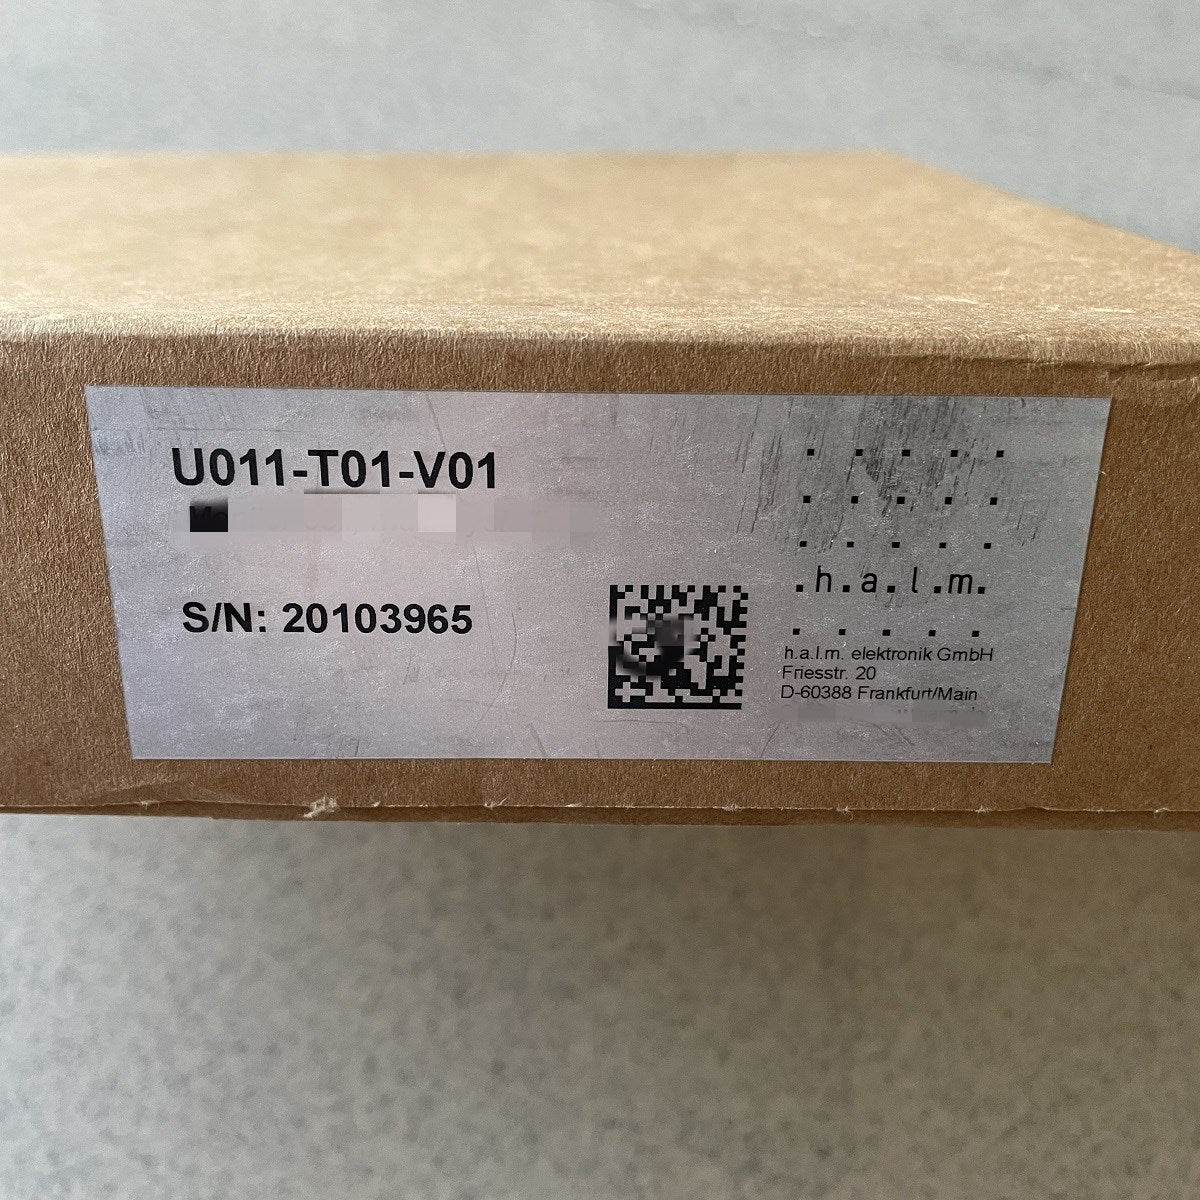 U011-T01-V01
S/N: 20103965
.h.a.l.m.
h.a.l.m. elektronik GmbH
Friesstr. 20
D-60388 Frankfurt/Main